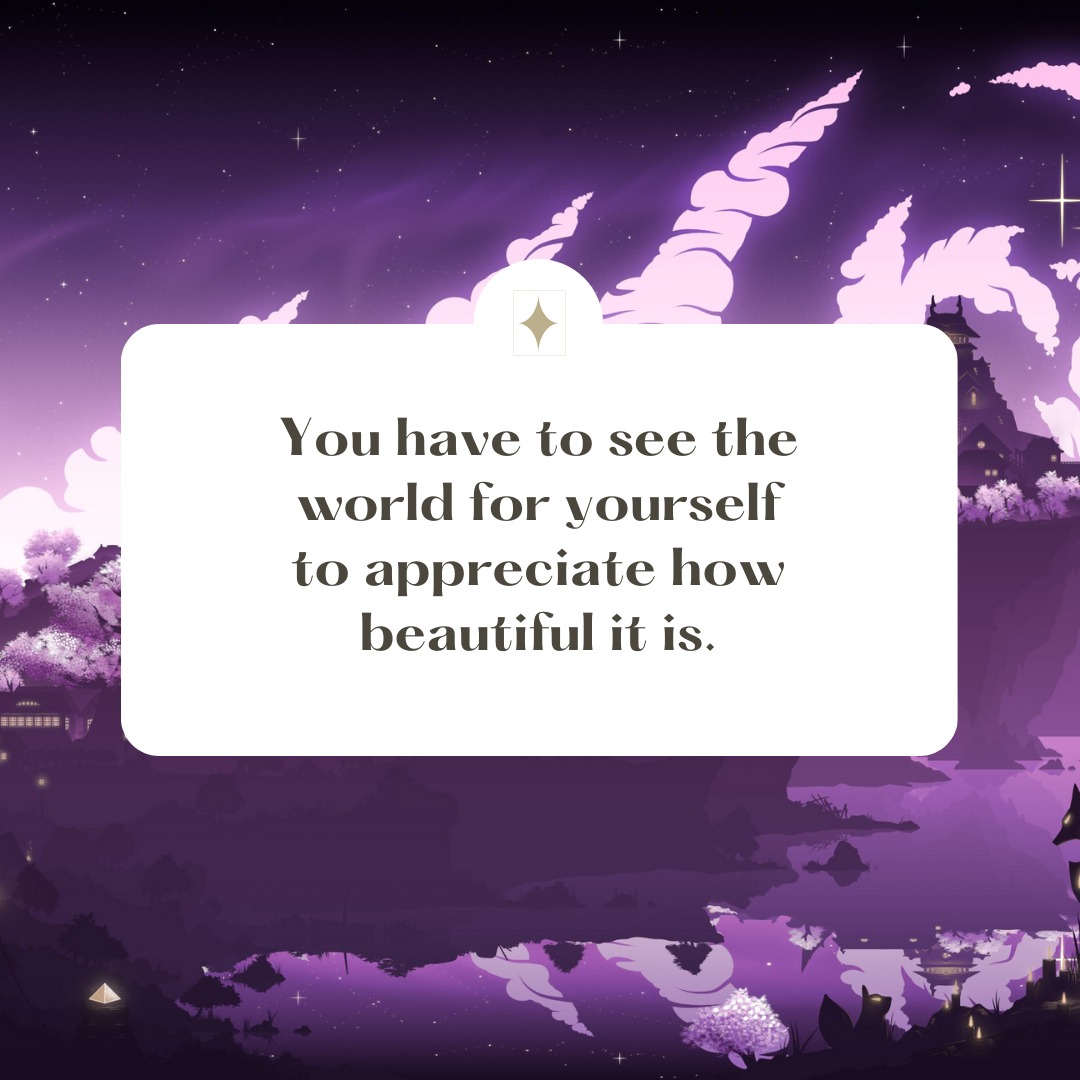 You have to see the
world for yourself
to appreciate how
beautiful it is.